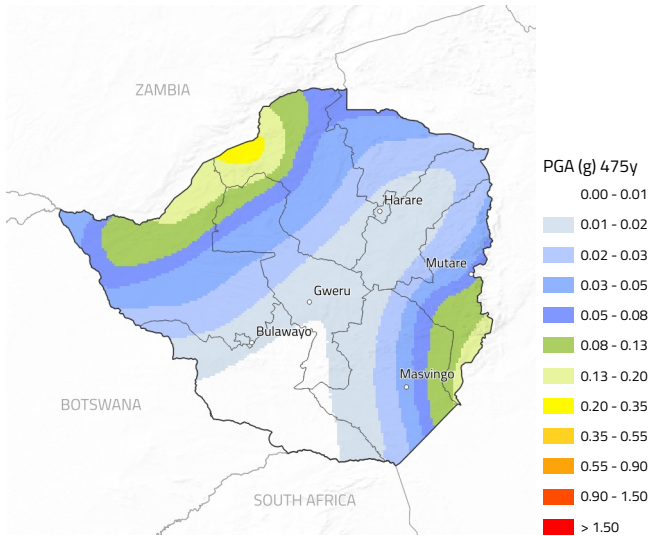 ZAMBIA
Harare
Mutare
Gweru
Bulawayo
Masvingo
BOTSWANA
SOUTH AFRICA
PGA (g) 475y
0.00 - 0.01
0.01 - 0.02
0.02 - 0.03
0.03 - 0.05
0.05 - 0.08
0.08 - 0.13
0.13 - 0.20
0.20 - 0.35
0.35 - 0.55
0.55 - 0.90
0.90 - 1.50
> 1.50